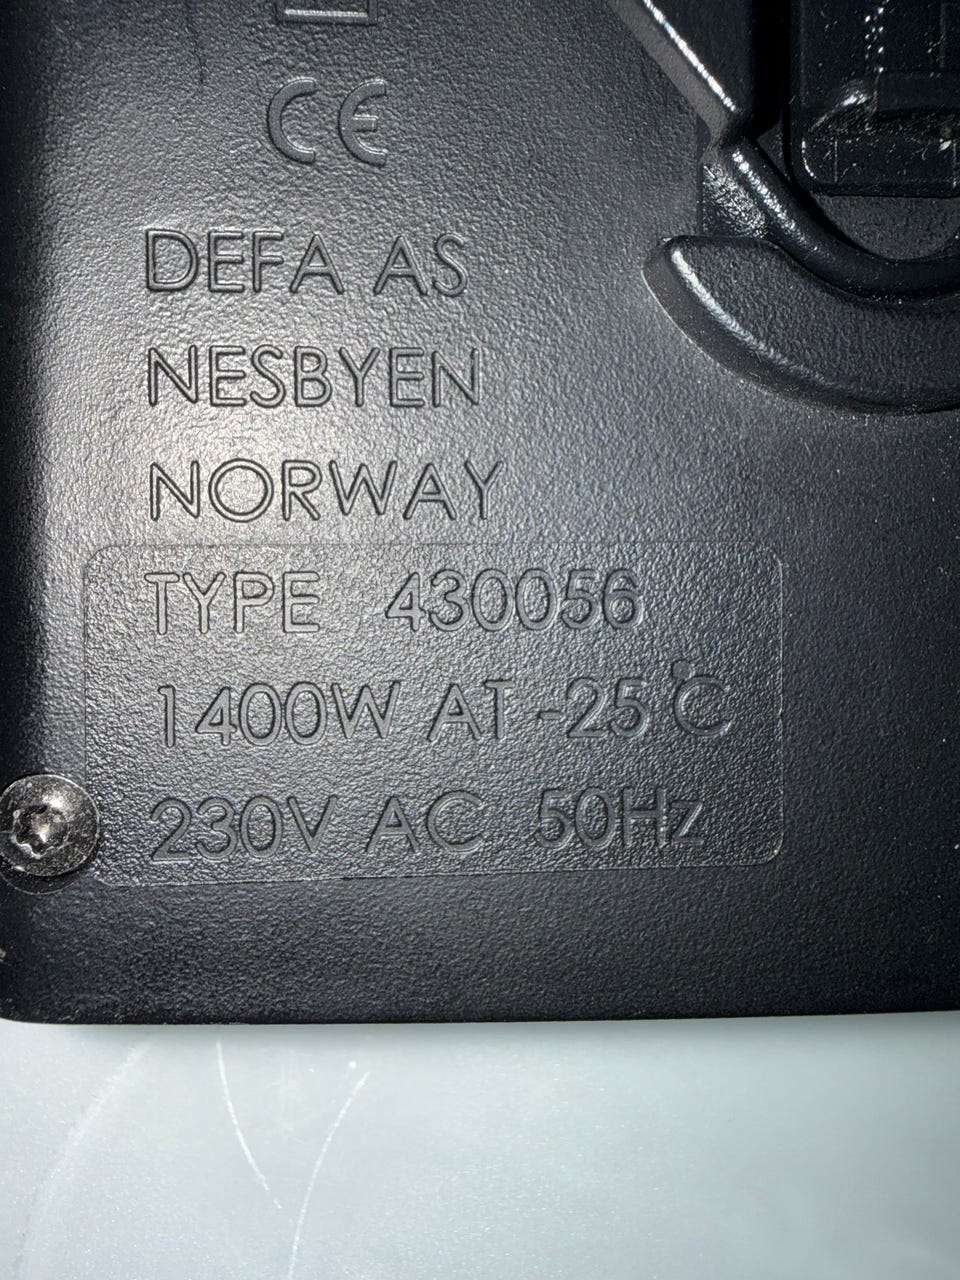 CE
DEFA AS
NESBYEN
NORWAY
TYPE 430056
1400W AT -25°C
230V AC 50Hz